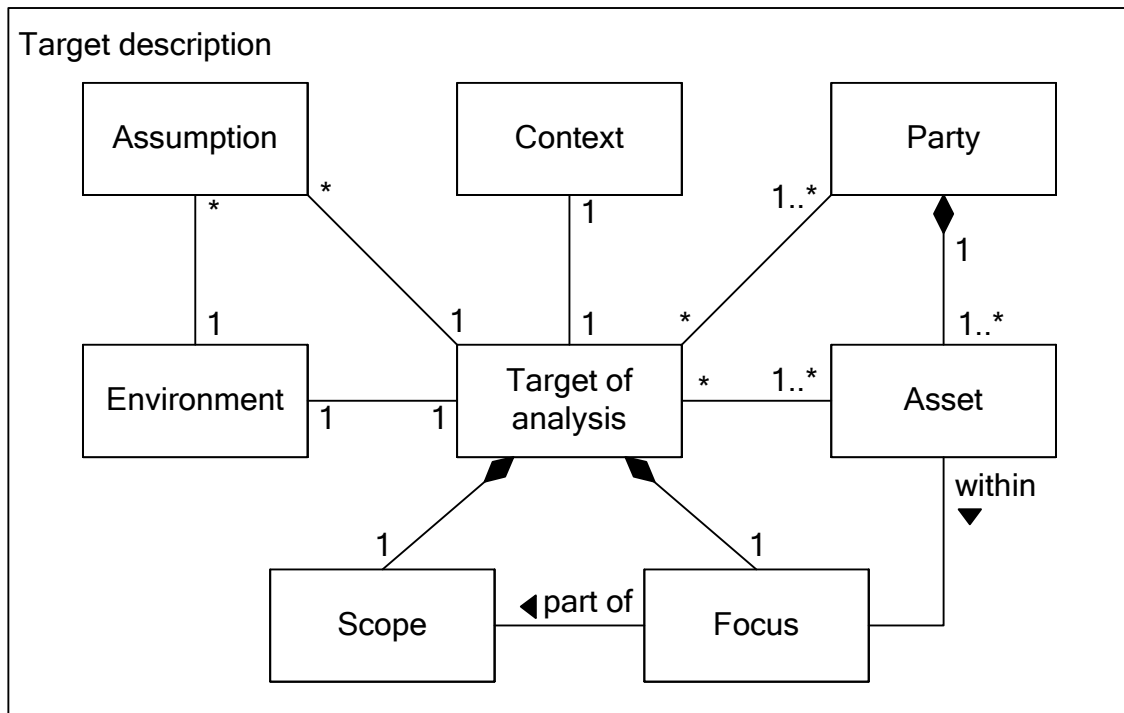 Target description
Assumption
Context
Party
*
*
1
1..*
1
1
1
1
*
1..*
Environment
Target of
analysis
*
1..*
Asset
1
1
within
1
1
part of
Scope
Focus